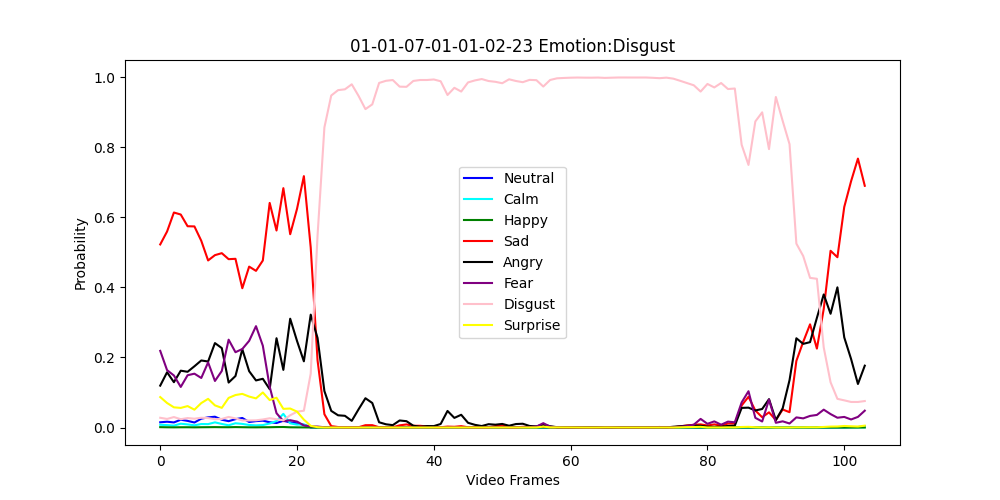 01-01-07-01-01-02-23 Emotion:Disgust
1.0
0.8
0.6
0.4
0.2
0.0
Probability
Neutral
Calm
Happy
Sad
Angry
Fear
Disgust
Surprise
0 20 40 60 80 100
Video Frames